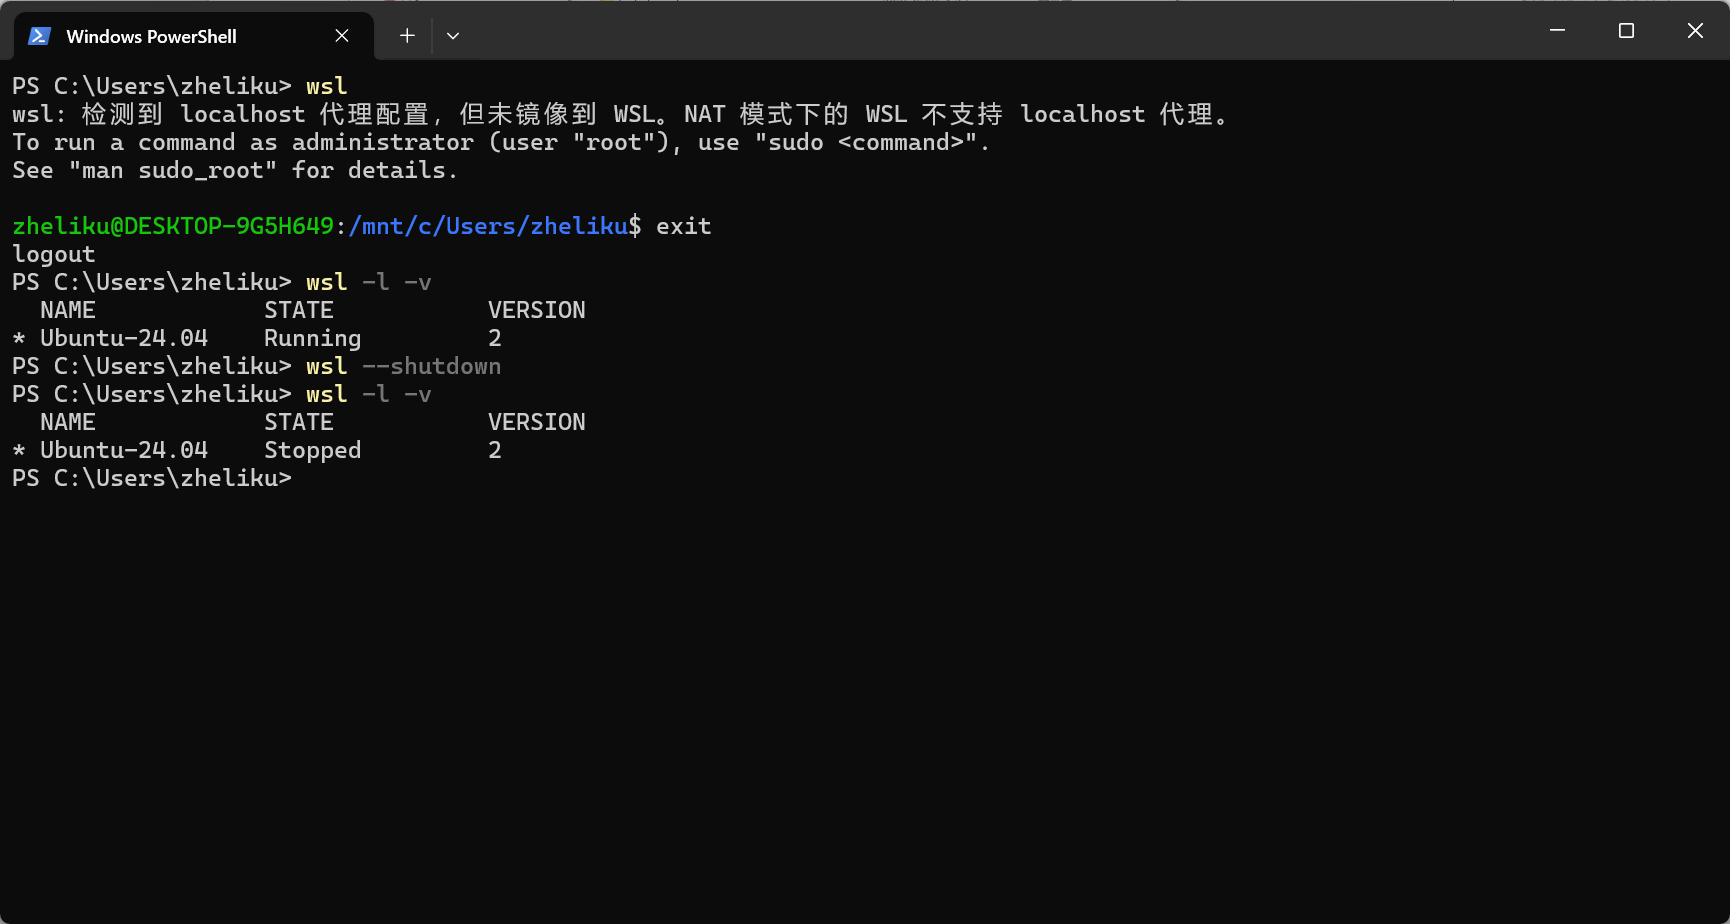 Windows PowerShell
PS C:\Users\zheliku> wsl
wsl: 检测到 localhost 代理配置，但未镜像到 WSL。NAT 模式下的 WSL 不支持 localhost 代理。
To run a command as administrator (user "root"), use "sudo <command>".
See "man sudo_root" for details.
zheliku@DESKTOP-9G5H649:/mnt/c/Users/zheliku$ exit
logout
PS C:\Users\zheliku> wsl -l -v
  NAME            STATE           VERSION
* Ubuntu-24.04    Running         2
PS C:\Users\zheliku> wsl --shutdown
PS C:\Users\zheliku> wsl -l -v
  NAME            STATE           VERSION
* Ubuntu-24.04    Stopped         2
PS C:\Users\zheliku>